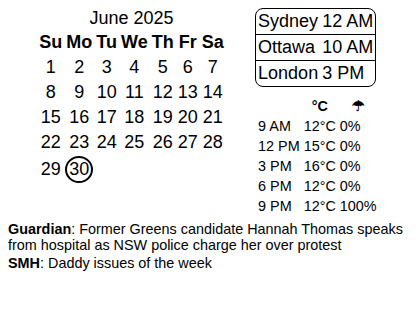 June 2025
Su Mo Tu We Th Fr Sa
1 2 3 4 5 6 7
8 9 10 11 12 13 14
15 16 17 18 19 20 21
22 23 24 25 26 27 28
29 30
Sydney 12 AM
Ottawa 10 AM
London 3 PM
°C ☂
9 AM 12°C 0%
12 PM 15°C 0%
3 PM 16°C 0%
6 PM 12°C 0%
9 PM 12°C 100%
Guardian: Former Greens candidate Hannah Thomas speaks
from hospital as NSW police charge her over protest
SMH: Daddy issues of the week